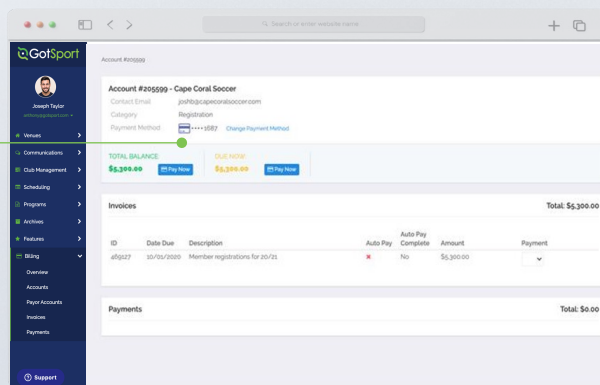 Search or enter website name
GotSport
Joseph Taylor
Venues
Communications
Club Management
Scheduling
Programs
Archives
Features
Billing
Overview
Accounts
Payor Accounts
Invoices
Payments
Support
Account #205599
Account #205599 - Cape Coral Soccer
Contact Email joshb@capecoralsoccer.com
Category Registration
Payment Method ••••1687 Change Payment Method
TOTAL BALANCE DUE NOW
$5,300.00 Pay Now $5,300.00 Pay Now
Invoices Total: $5,300.00
ID Date Due Description Auto Pay Auto Pay Complete Amount Payment
469127 10/01/2020 Member registrations for 20/21 No $5,300.00
Payments Total: $0.00